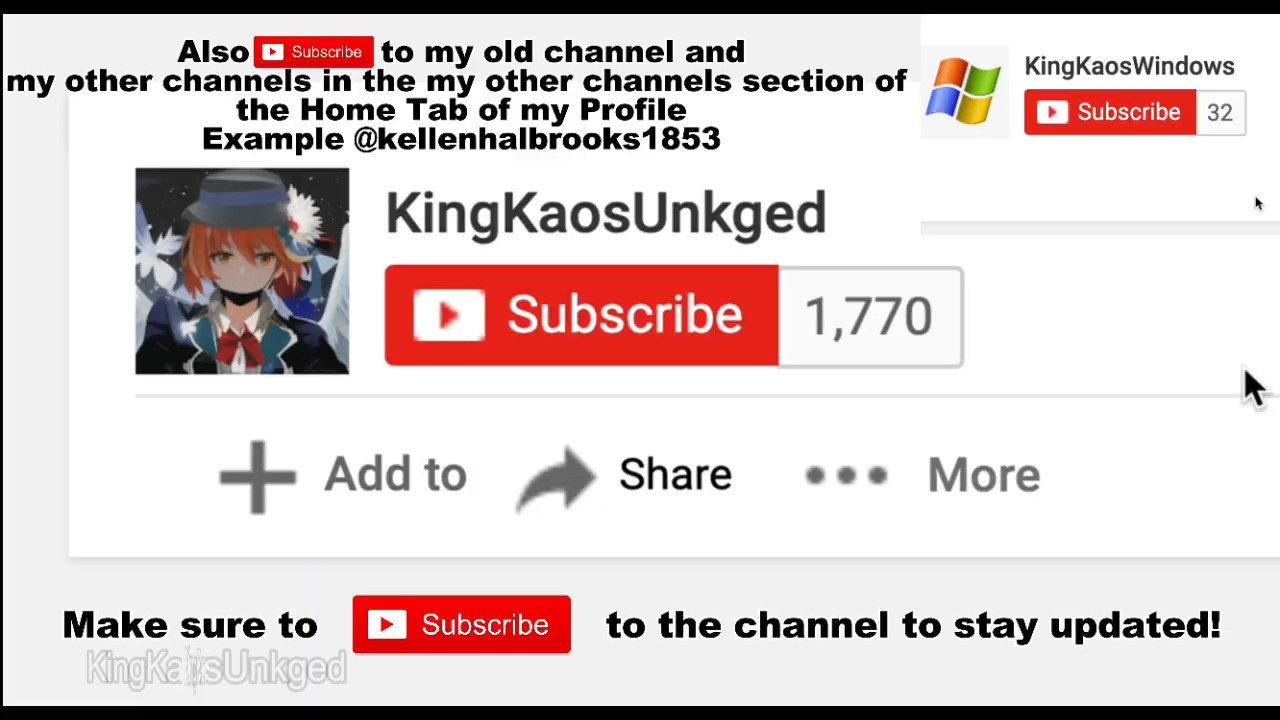 Also Subscribe to my old channel and
my other channels in the my other channels section of
the Home Tab of my Profile
Example @kellenhalbrooks1853
KingKaosWindows
Subscribe 32
KingKaosUnkged
Subscribe 1,770
Add to Share More
Make sure to Subscribe to the channel to stay updated!
KingKaosUnkged